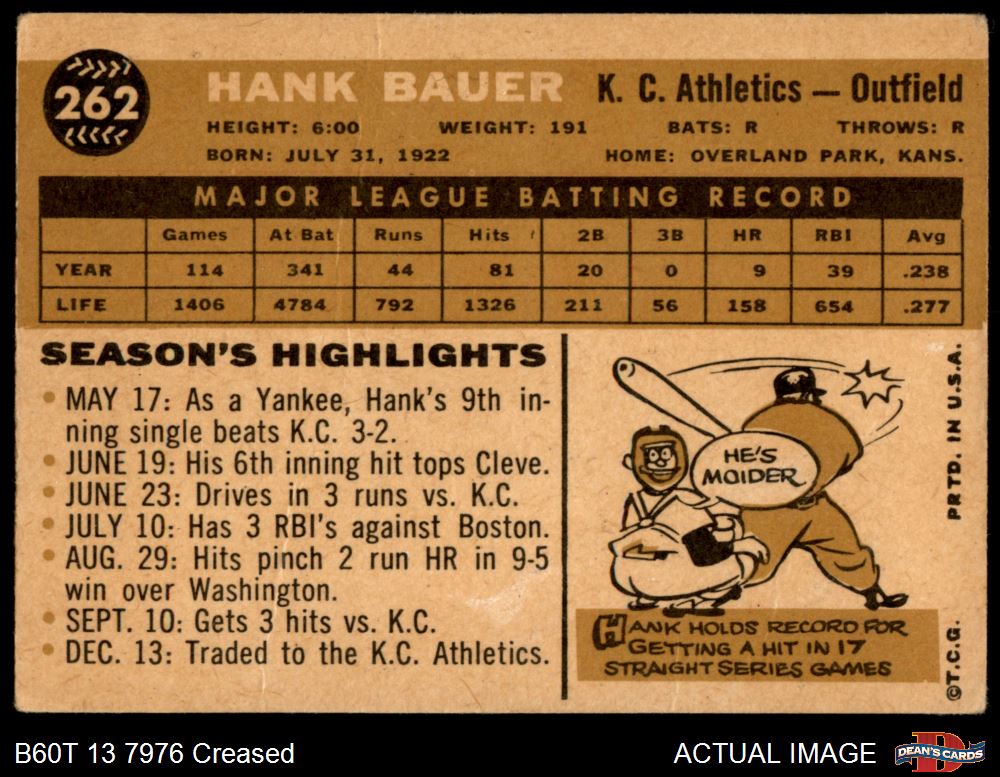 262
HANK BAUER K. C. Athletics — Outfield
HEIGHT: 6:00 WEIGHT: 191 BATS: R THROWS: R
BORN: JULY 31, 1922 HOME: OVERLAND PARK, KANS.
MAJOR LEAGUE BATTING RECORD
Games At Bat Runs Hits 2B 3B HR RBI Avg
YEAR 114 341 44 81 20 0 9 39 .238
LIFE 1406 4784 792 1326 211 56 158 654 .277
SEASON'S HIGHLIGHTS
• MAY 17: As a Yankee, Hank's 9th in-
ning single beats K.C. 3-2.
• JUNE 19: His 6th inning hit tops Cleve.
• JUNE 23: Drives in 3 runs vs. K.C.
• JULY 10: Has 3 RBI's against Boston.
• AUG. 29: Hits pinch 2 run HR in 9-5
win over Washington.
• SEPT. 10: Gets 3 hits vs. K.C.
• DEC. 13: Traded to the K.C. Athletics.
HE'S
MOIDER
HANK HOLDS RECORD FOR
GETTING A HIT IN 17
STRAIGHT SERIES GAMES
©T.C.G. PRTD. IN U.S.A.
B60T 13 7976 Creased ACTUAL IMAGE DEAN'S CARDS